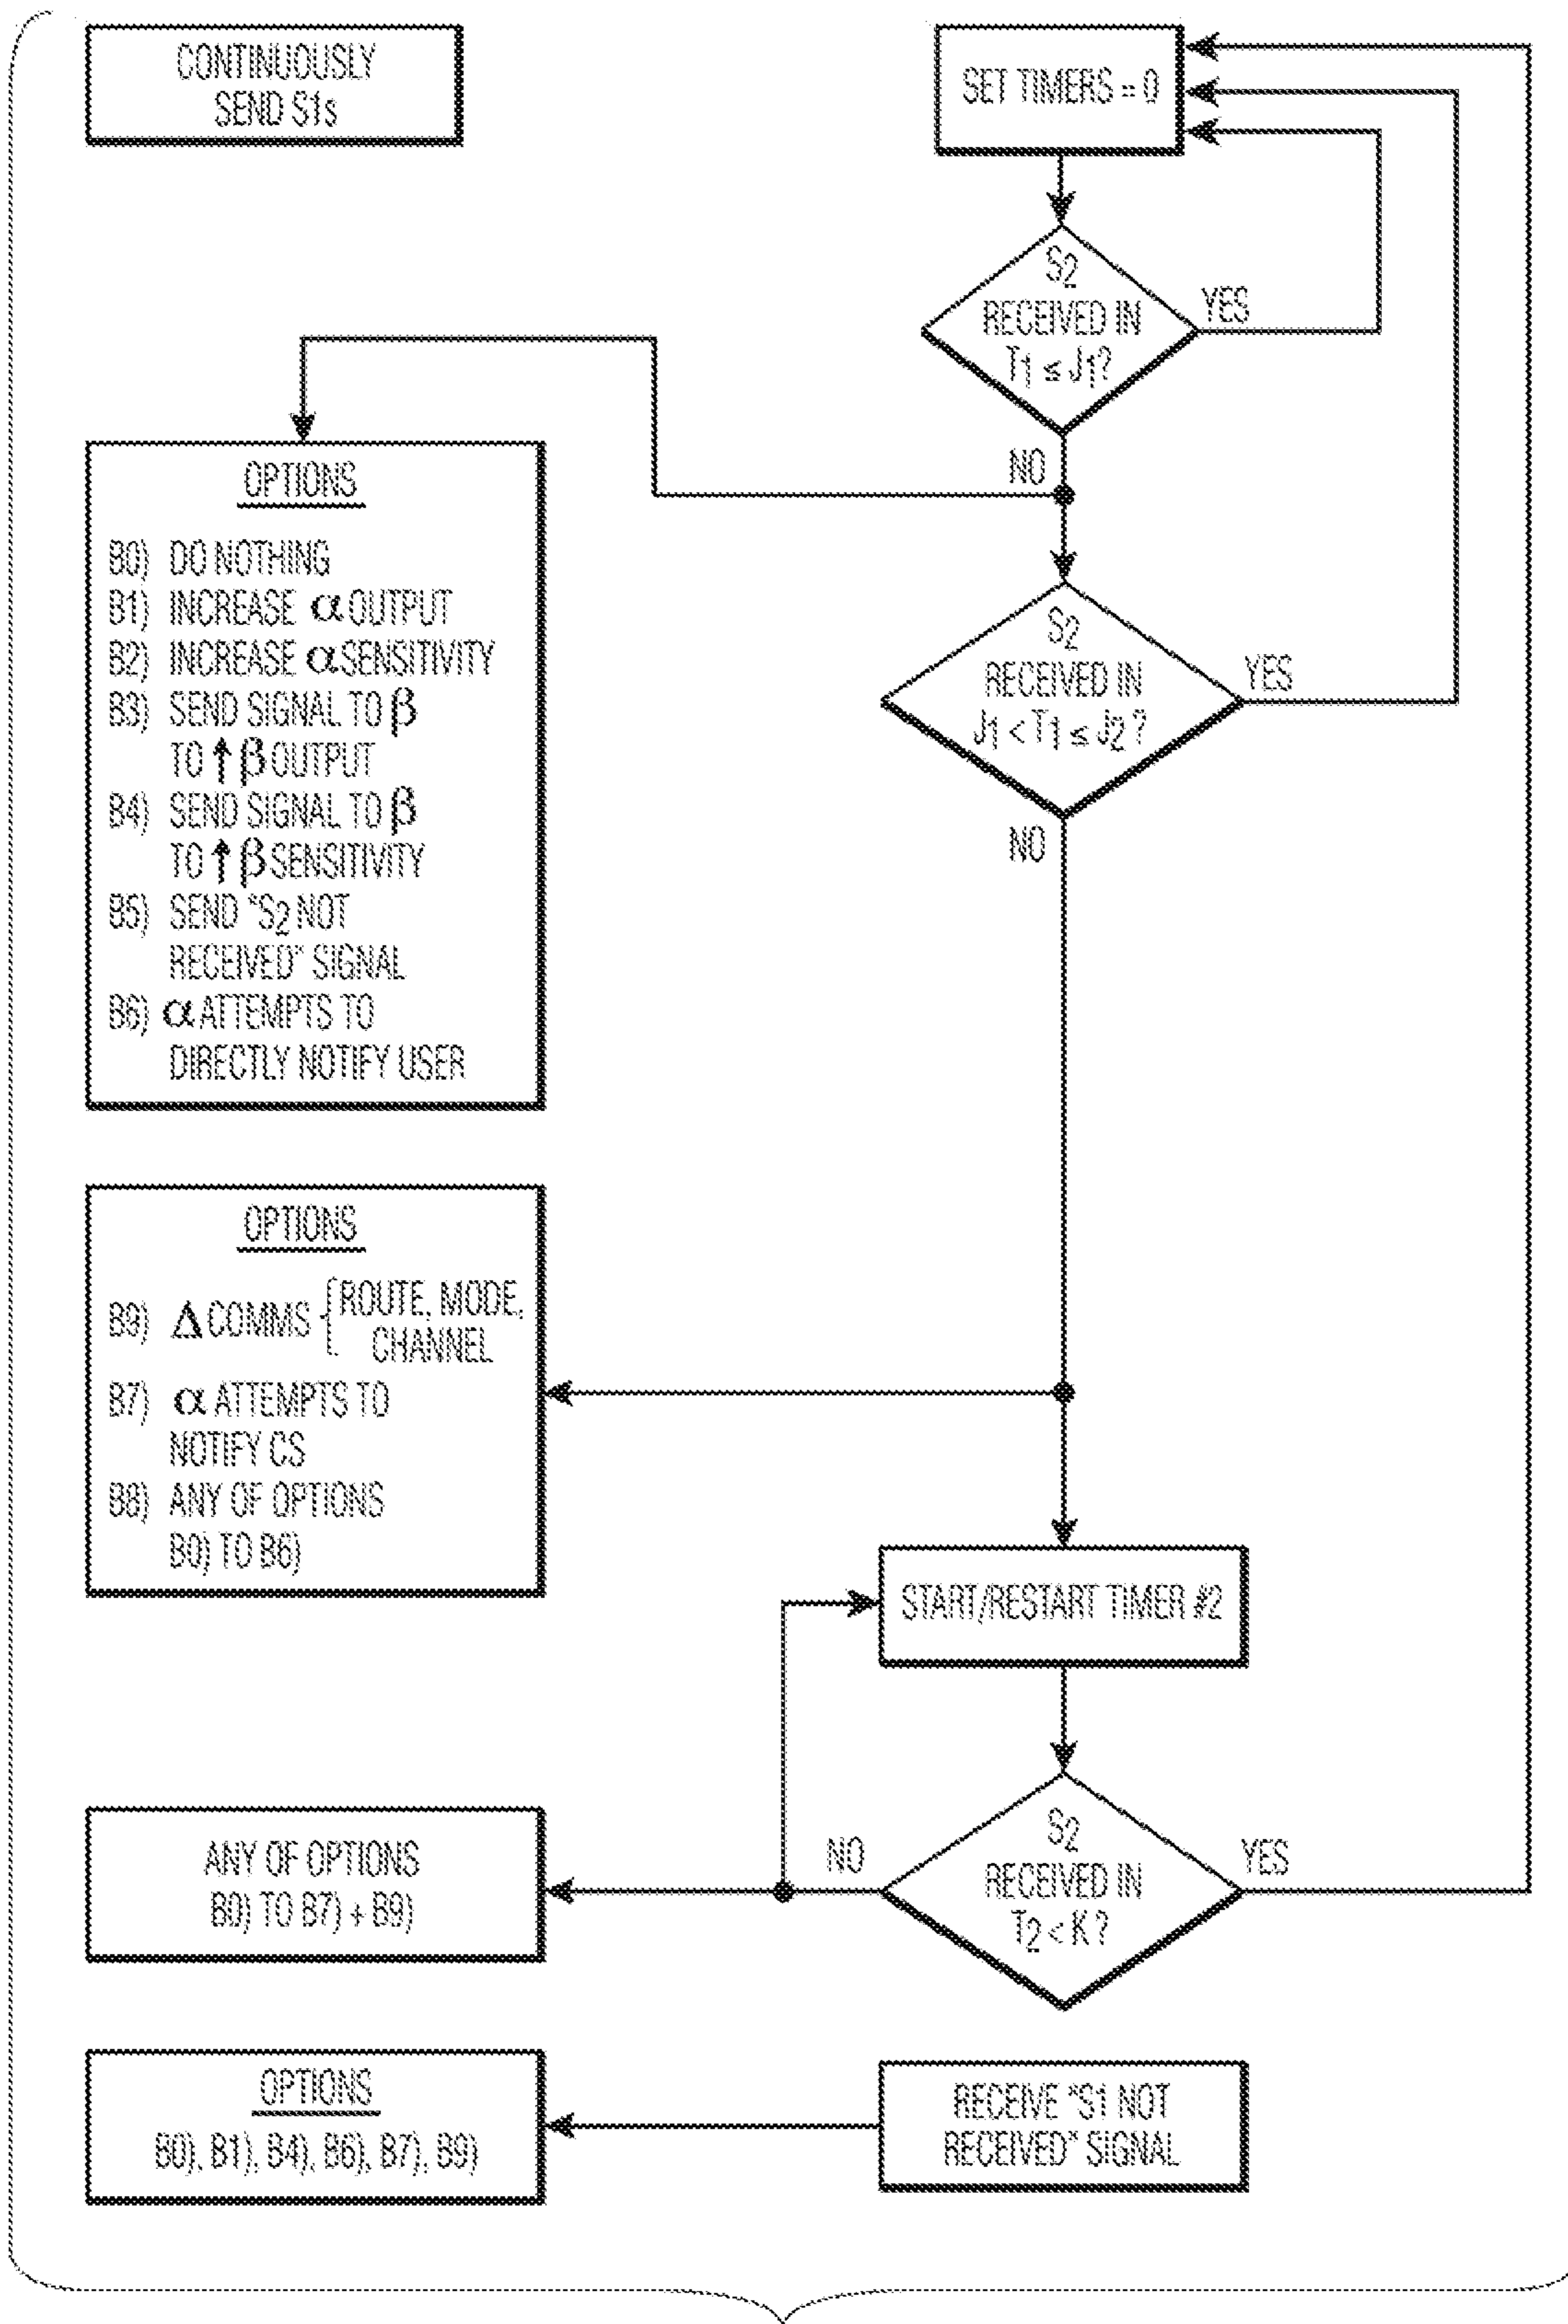 CONTINUOUSLY
SEND S1s
SET TIMERS = 0
S2
RECEIVED IN
T1 ≤ J1?
YES
NO
OPTIONS
B0) DO NOTHING
B1) INCREASE α OUTPUT
B2) INCREASE α SENSITIVITY
B3) SEND SIGNAL TO β
TO ↑ β OUTPUT
B4) SEND SIGNAL TO β
TO ↑ β SENSITIVITY
B5) SEND "S2 NOT
RECEIVED" SIGNAL
B6) α ATTEMPTS TO
DIRECTLY NOTIFY USER
S2
RECEIVED IN
J1 < T1 ≤ J2?
YES
NO
OPTIONS
B9) Δ COMMS { ROUTE, MODE,
CHANNEL
B7) α ATTEMPTS TO
NOTIFY CS
B8) ANY OF OPTIONS
B0) TO B6)
START/RESTART TIMER #2
S2
RECEIVED IN
T2 < K?
NO
YES
ANY OF OPTIONS
B0) TO B7) + B9)
OPTIONS
B0), B1), B4), B6), B7), B9)
RECEIVE "S1 NOT
RECEIVED" SIGNAL